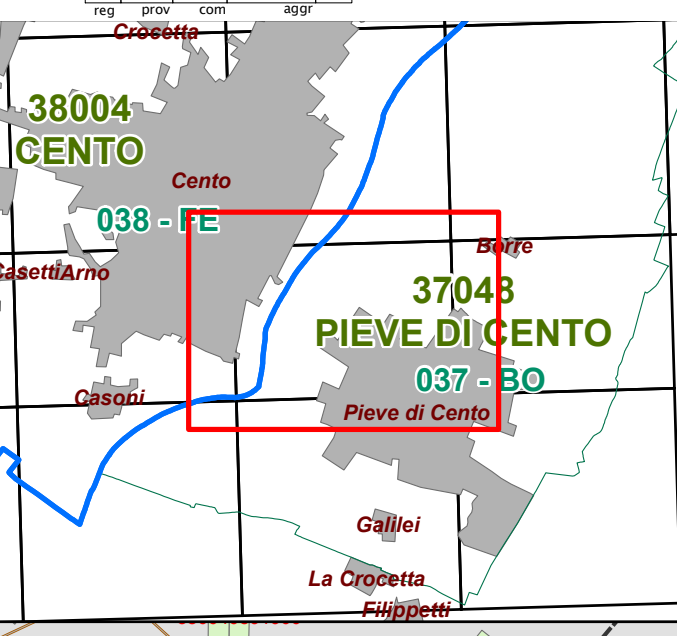 reg prov com aggr
Crocetta
38004
CENTO
Cento
038 - FE
Borre
CasettiArno
37048
PIEVE DI CENTO
037 - BO
Casoni
Pieve di Cento
Galilei
La Crocetta
Filippetti